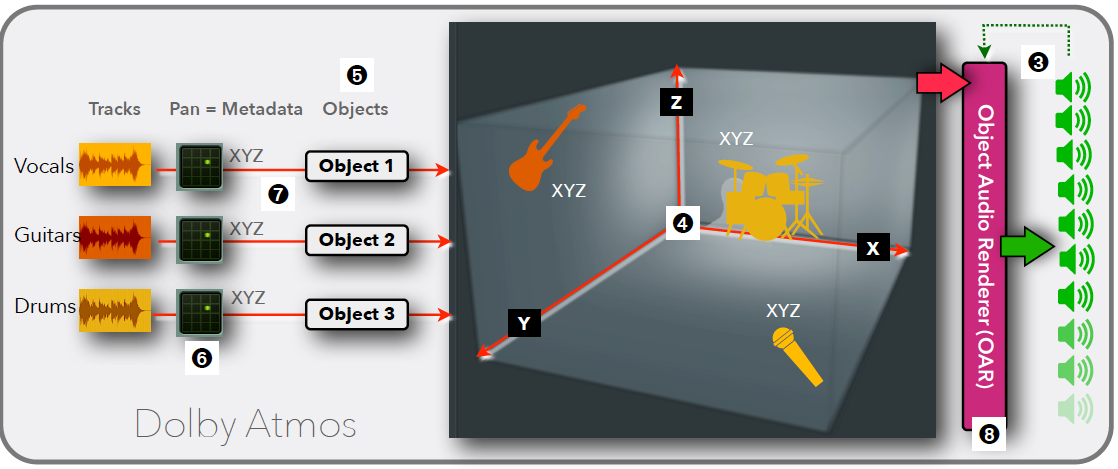 ❺
❸
Tracks
Pan = Metadata
Objects
Z
Vocals
XYZ
Object 1
❼
XYZ
XYZ
Guitars
XYZ
Object 2
❹
X
Object Audio Renderer (OAR)
Drums
XYZ
Object 3
Y
XYZ
❻
Dolby Atmos
❽